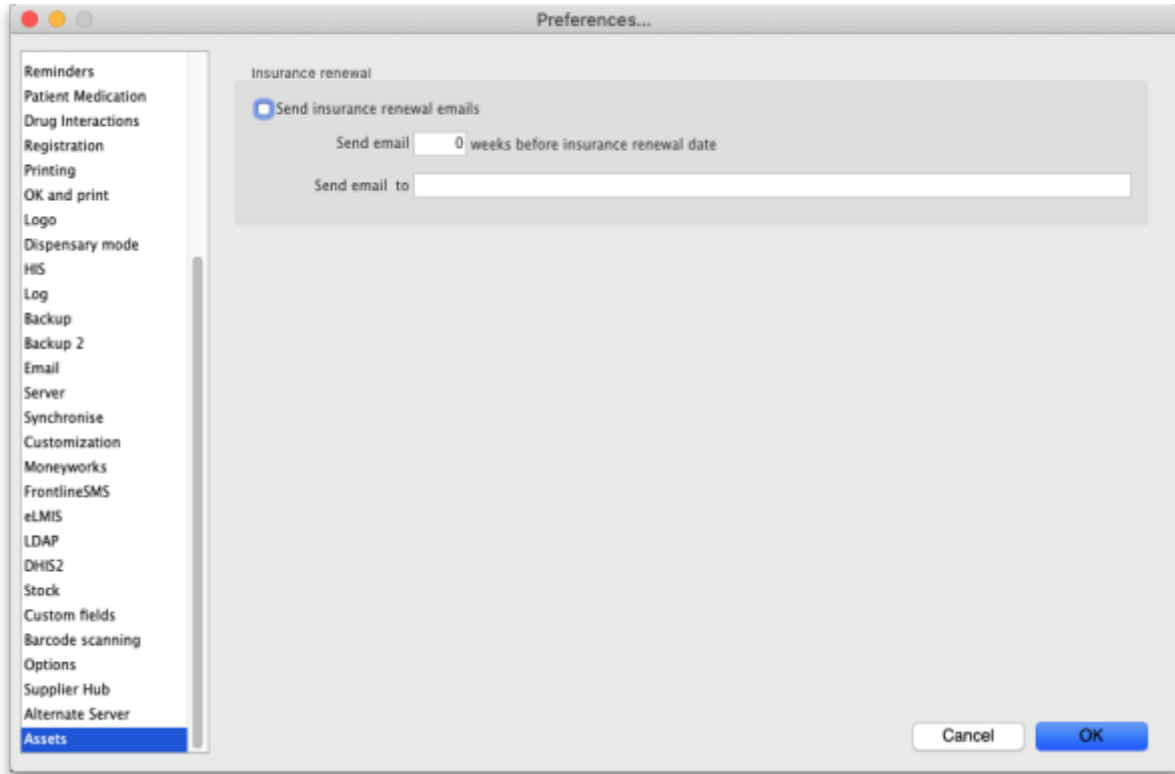 Preferences...
Reminders
Patient Medication
Drug Interactions
Registration
Printing
OK and print
Logo
Dispensary mode
HIS
Log
Backup
Backup 2
Email
Server
Synchronise
Customization
Moneyworks
FrontlineSMS
eLMIS
LDAP
DHIS2
Stock
Custom fields
Barcode scanning
Options
Supplier Hub
Alternate Server
Assets
Insurance renewal
Send insurance renewal emails
Send email 0 weeks before insurance renewal date
Send email to
Cancel OK